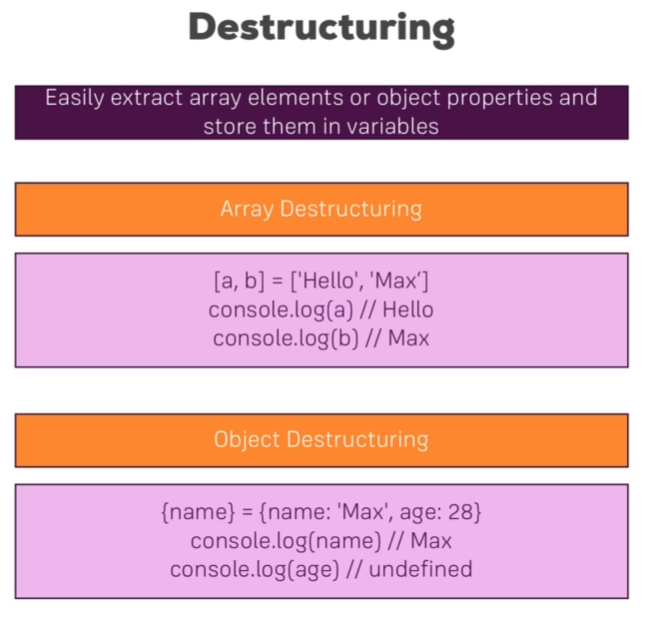 Destructuring
Easily extract array elements or object properties and
store them in variables
Array Destructuring
[a, b] = ['Hello', 'Max’]
console.log(a) // Hello
console.log(b) // Max
Object Destructuring
{name} = {name: 'Max', age: 28}
console.log(name) // Max
console.log(age) // undefined